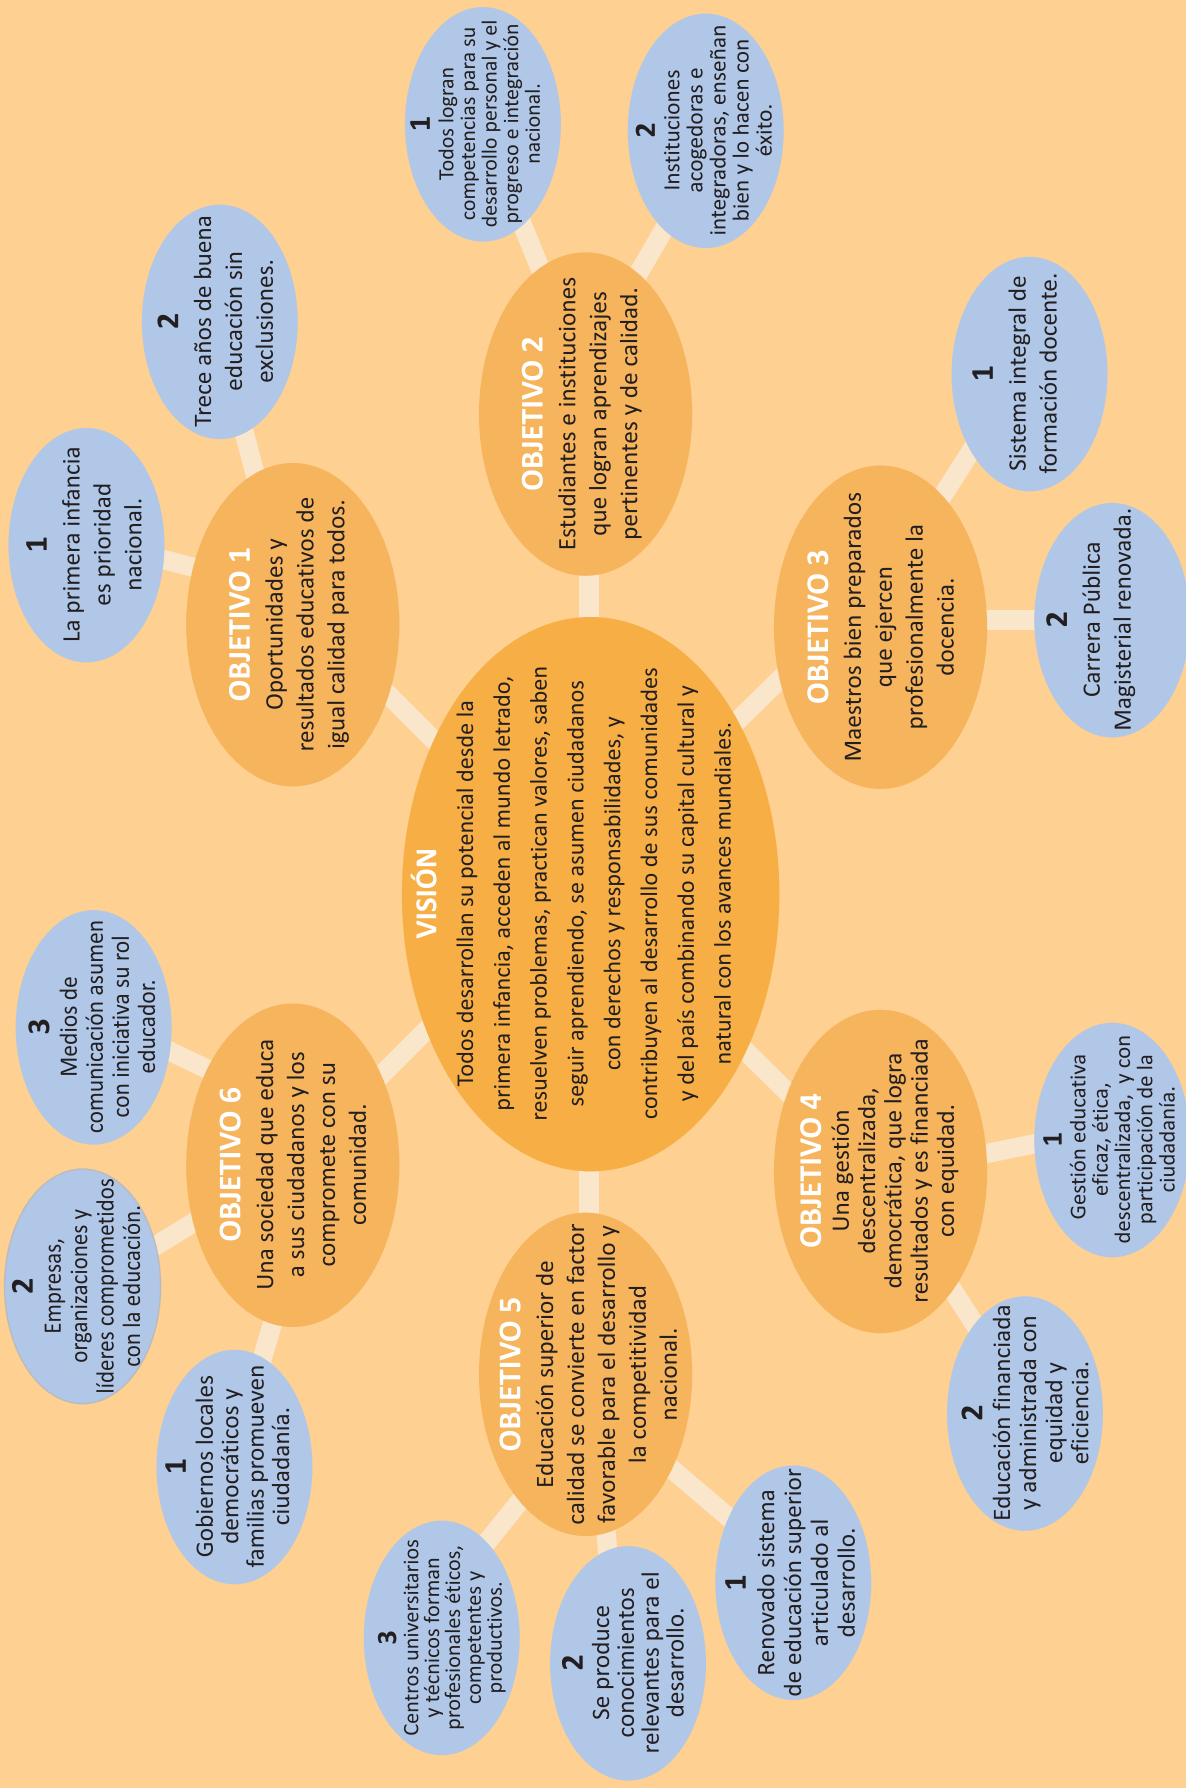 VISIÓN
Todos desarrollan su potencial desde la
primera infancia, acceden al mundo letrado,
resuelven problemas, practican valores, saben
seguir aprendiendo, se asumen ciudadanos
con derechos y responsabilidades, y
contribuyen al desarrollo de sus comunidades
y del país combinando su capital cultural y
natural con los avances mundiales.
OBJETIVO 1
Oportunidades y
resultados educativos de
igual calidad para todos.
1
La primera infancia
es prioridad
nacional.
2
Trece años de buena
educación sin
exclusiones.
OBJETIVO 2
Estudiantes e instituciones
que logran aprendizajes
pertinentes y de calidad.
1
Todos logran
competencias para su
desarrollo personal y el
progreso e integración
nacional.
2
Instituciones
acogedoras e
integradoras, enseñan
bien y lo hacen con
éxito.
OBJETIVO 3
Maestros bien preparados
que ejercen
profesionalmente la
docencia.
1
Sistema integral de
formación docente.
2
Carrera Pública
Magisterial renovada.
OBJETIVO 4
Una gestión
descentralizada,
democrática, que logra
resultados y es financiada
con equidad.
1
Gestión educativa
eficaz, ética,
descentralizada, y con
participación de la
ciudadanía.
2
Educación financiada
y administrada con
equidad y
eficiencia.
OBJETIVO 5
Educación superior de
calidad se convierte en factor
favorable para el desarrollo y
la competitividad
nacional.
1
Renovado sistema
de educación superior
articulado al
desarrollo.
2
Se produce
conocimientos
relevantes para el
desarrollo.
3
Centros universitarios
y técnicos forman
profesionales éticos,
competentes y
productivos.
OBJETIVO 6
Una sociedad que educa
a sus ciudadanos y los
compromete con su
comunidad.
1
Gobiernos locales
democráticos y
familias promueven
ciudadanía.
2
Empresas,
organizaciones y
líderes comprometidos
con la educación.
3
Medios de
comunicación asumen
con iniciativa su rol
educador.